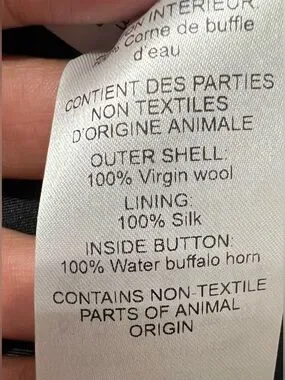 INTERIEUR:
Corne de buffle
d'eau
CONTIENT DES PARTIES
NON TEXTILES
D'ORIGINE ANIMALE
OUTER SHELL:
100% Virgin wool
LINING:
100% Silk
INSIDE BUTTON:
100% Water buffalo horn
CONTAINS NON-TEXTILE
PARTS OF ANIMAL
ORIGIN